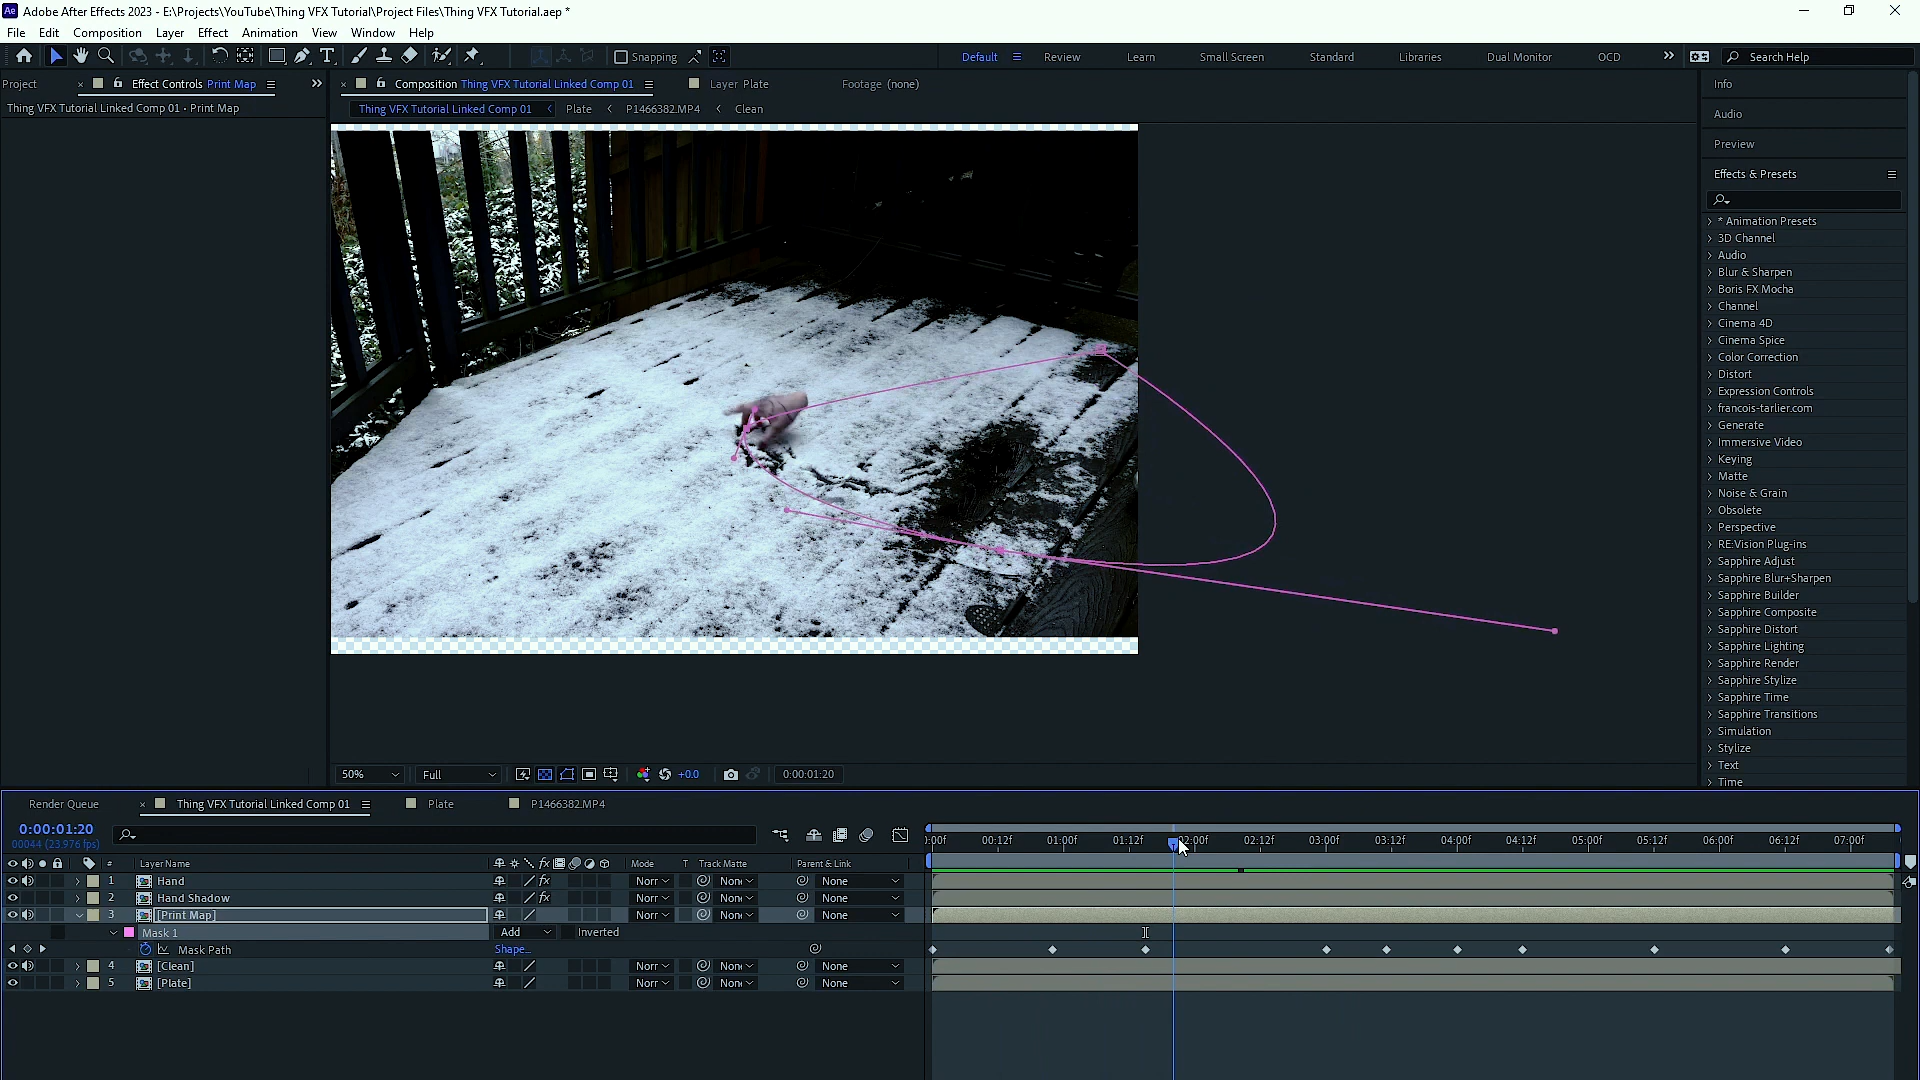 Ae Adobe After Effects 2023 - E:\Projects\YouTube\Thing VFX Tutorial\Project Files\Thing VFX Tutorial.aep *
File Edit Composition Layer Effect Animation View Window Help
Snapping
Default Review Learn Small Screen Standard Libraries Dual Monitor OCD Search Help
Project Effect Controls Print Map
Thing VFX Tutorial Linked Comp 01 • Print Map
Composition Thing VFX Tutorial Linked Comp 01 Layer Plate Footage (none)
Thing VFX Tutorial Linked Comp 01 Plate P1466382.MP4 Clean
Info
Audio
Preview
Effects & Presets
* Animation Presets
3D Channel
Audio
Blur & Sharpen
Boris FX Mocha
Channel
Cinema 4D
Cinema Spice
Color Correction
Distort
Expression Controls
francois-tarlier.com
Generate
Immersive Video
Keying
Matte
Noise & Grain
Obsolete
Perspective
RE:Vision Plug-ins
Sapphire Adjust
Sapphire Blur+Sharpen
Sapphire Builder
Sapphire Composite
Sapphire Distort
Sapphire Lighting
Sapphire Render
Sapphire Stylize
Sapphire Time
Sapphire Transitions
Simulation
Stylize
Text
Time
50% Full +0.0 0:00:01:20
Render Queue Thing VFX Tutorial Linked Comp 01 Plate P1466382.MP4
0:00:01:20
00044 (23.976 fps)
:00f 00:12f 01:00f 01:12f 02:00f 02:12f 03:00f 03:12f 04:00f 04:12f 05:00f 05:12f 06:00f 06:12f 07:00f
# Layer Name Mode T Track Matte Parent & Link
1 Hand Norr None None
2 Hand Shadow Norr None None
3 [Print Map] Norr None None
Mask 1 Add Inverted
Mask Path Shape...
4 [Clean] Norr None None
5 [Plate] Norr None None